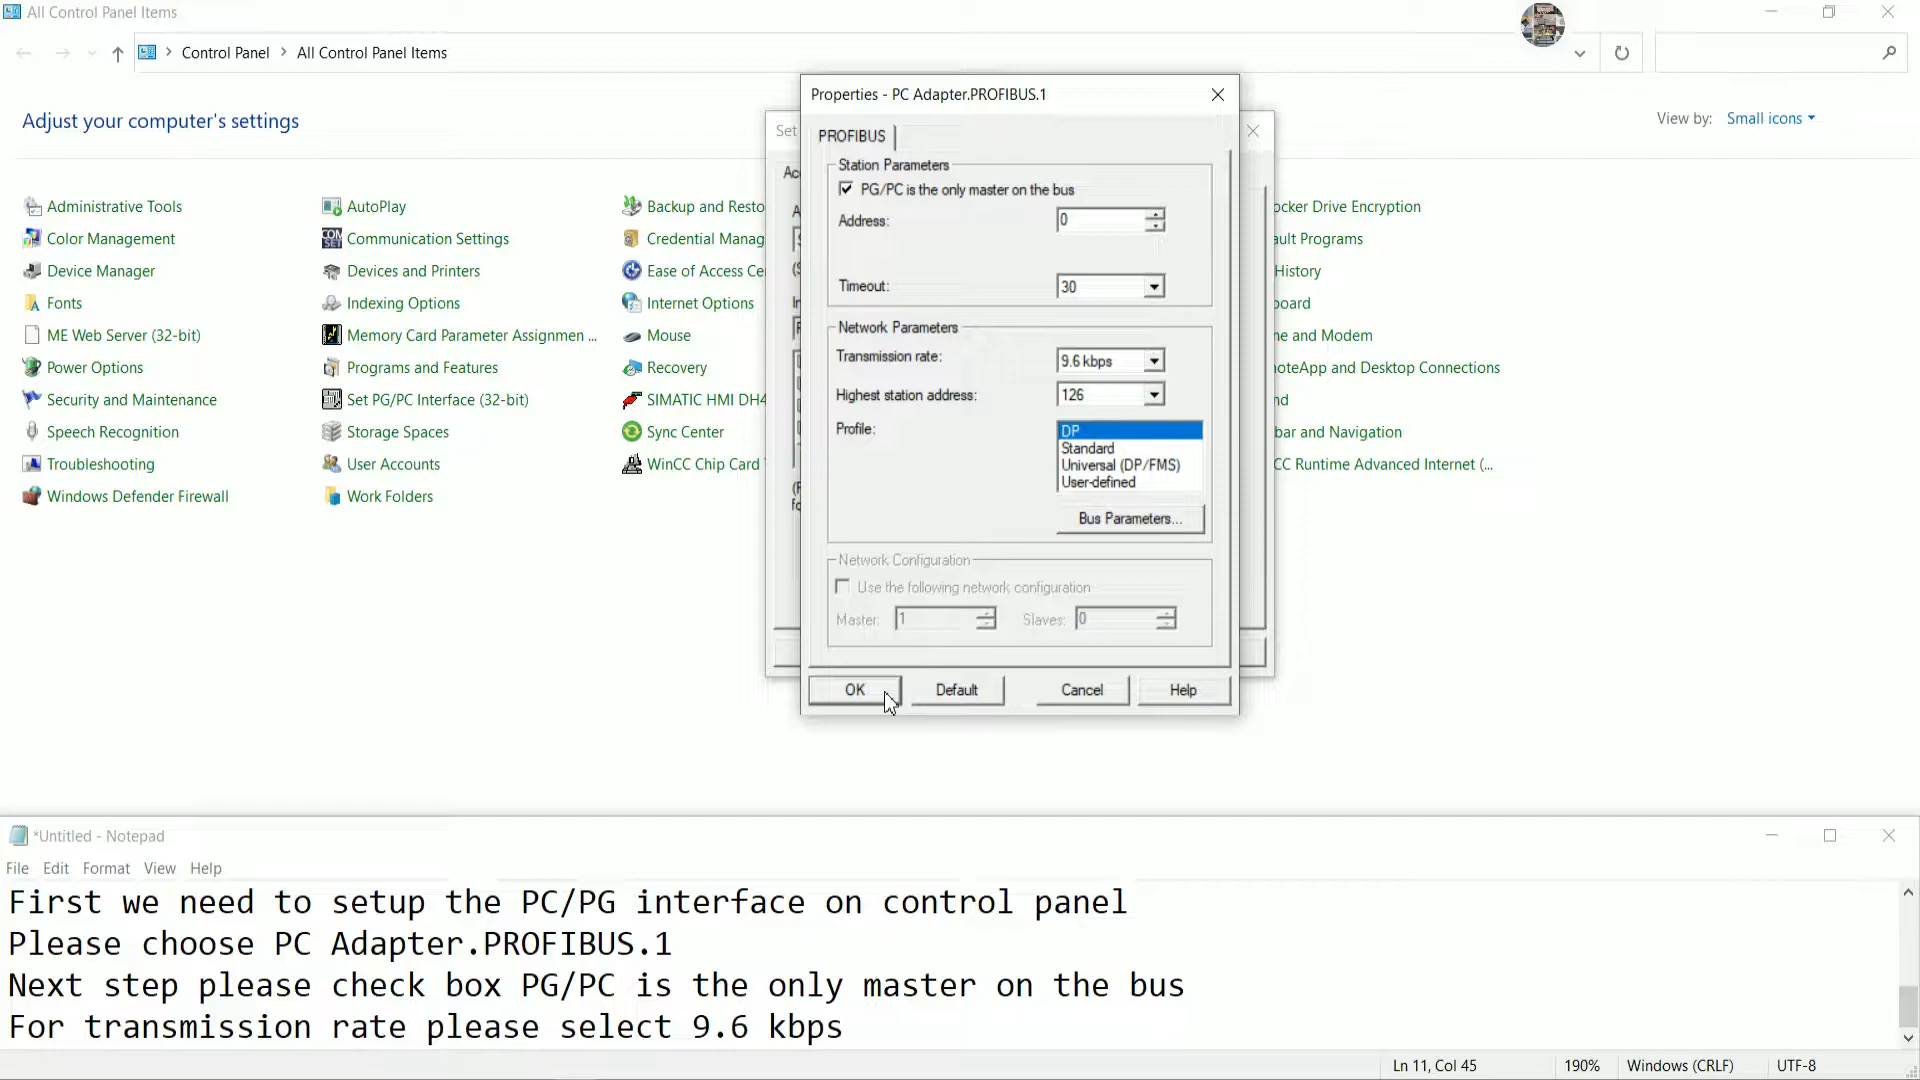 All Control Panel Items
Control Panel > All Control Panel Items
Adjust your computer's settings
View by: Small icons
Administrative Tools
AutoPlay
Backup and Resto
ocker Drive Encryption
Color Management
Communication Settings
Credential Manag
ault Programs
Device Manager
Devices and Printers
Ease of Access Ce
History
Fonts
Indexing Options
Internet Options
board
ME Web Server (32-bit)
Memory Card Parameter Assignmen ...
Mouse
ne and Modem
Power Options
Programs and Features
Recovery
noteApp and Desktop Connections
Security and Maintenance
Set PG/PC Interface (32-bit)
SIMATIC HMI DH4
nd
Speech Recognition
Storage Spaces
Sync Center
bar and Navigation
Troubleshooting
User Accounts
WinCC Chip Card
CC Runtime Advanced Internet (...
Windows Defender Firewall
Work Folders
Set
Properties - PC Adapter.PROFIBUS.1
PROFIBUS
Station Parameters
PG/PC is the only master on the bus
Address: 0
Timeout: 30
Network Parameters
Transmission rate: 9.6 kbps
Highest station address: 126
Profile:
DP
Standard
Universal (DP/FMS)
User-defined
Bus Parameters...
Network Configuration
Use the following network configuration
Master: 1 Slaves: 0
OK Default Cancel Help
*Untitled - Notepad
File Edit Format View Help
First we need to setup the PC/PG interface on control panel
Please choose PC Adapter.PROFIBUS.1
Next step please check box PG/PC is the only master on the bus
For transmission rate please select 9.6 kbps
Ln 11, Col 45 190% Windows (CRLF) UTF-8